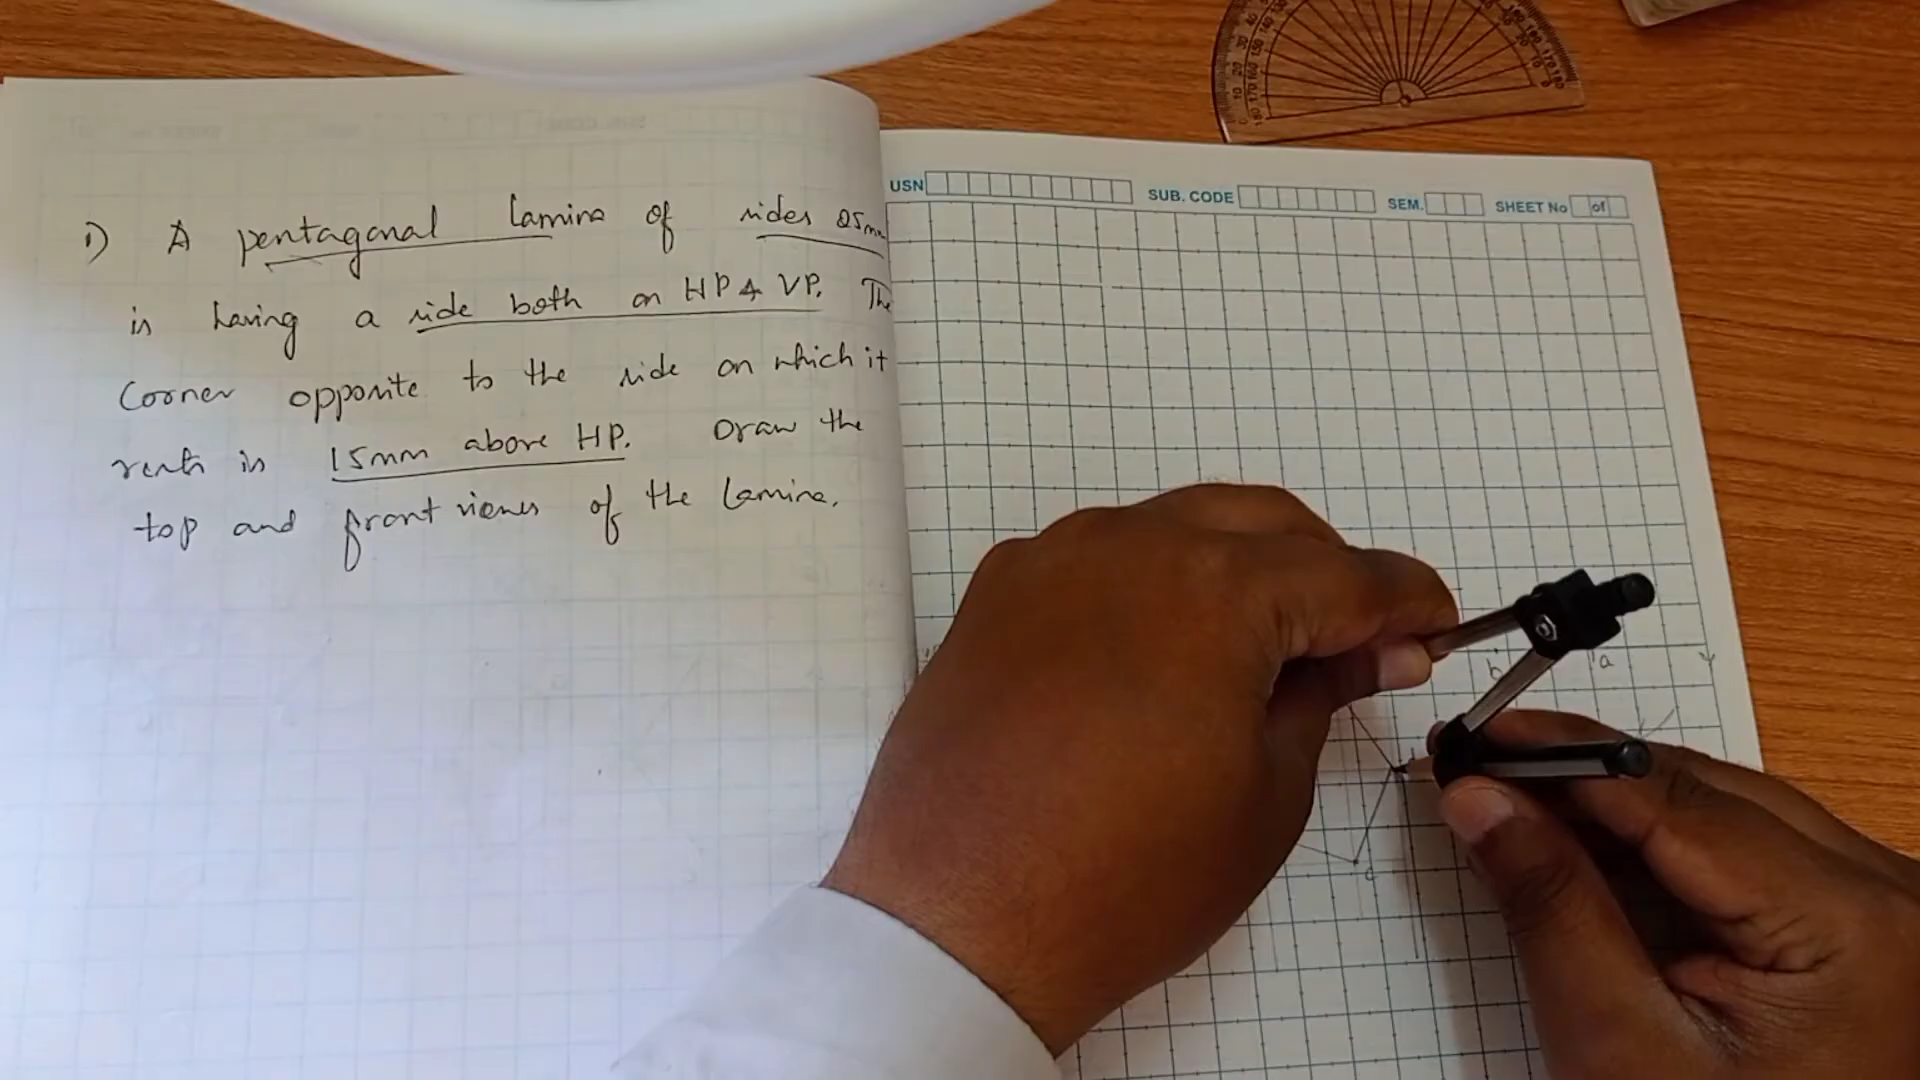 1) A pentagonal lamina of sides 25mm
is having a side both on HP & VP. The
corner opposite to the side on which it
rests is 15mm above HP. Draw the
top and front views of the lamina.
USN SUB. CODE SEM. SHEET No of
b a
d